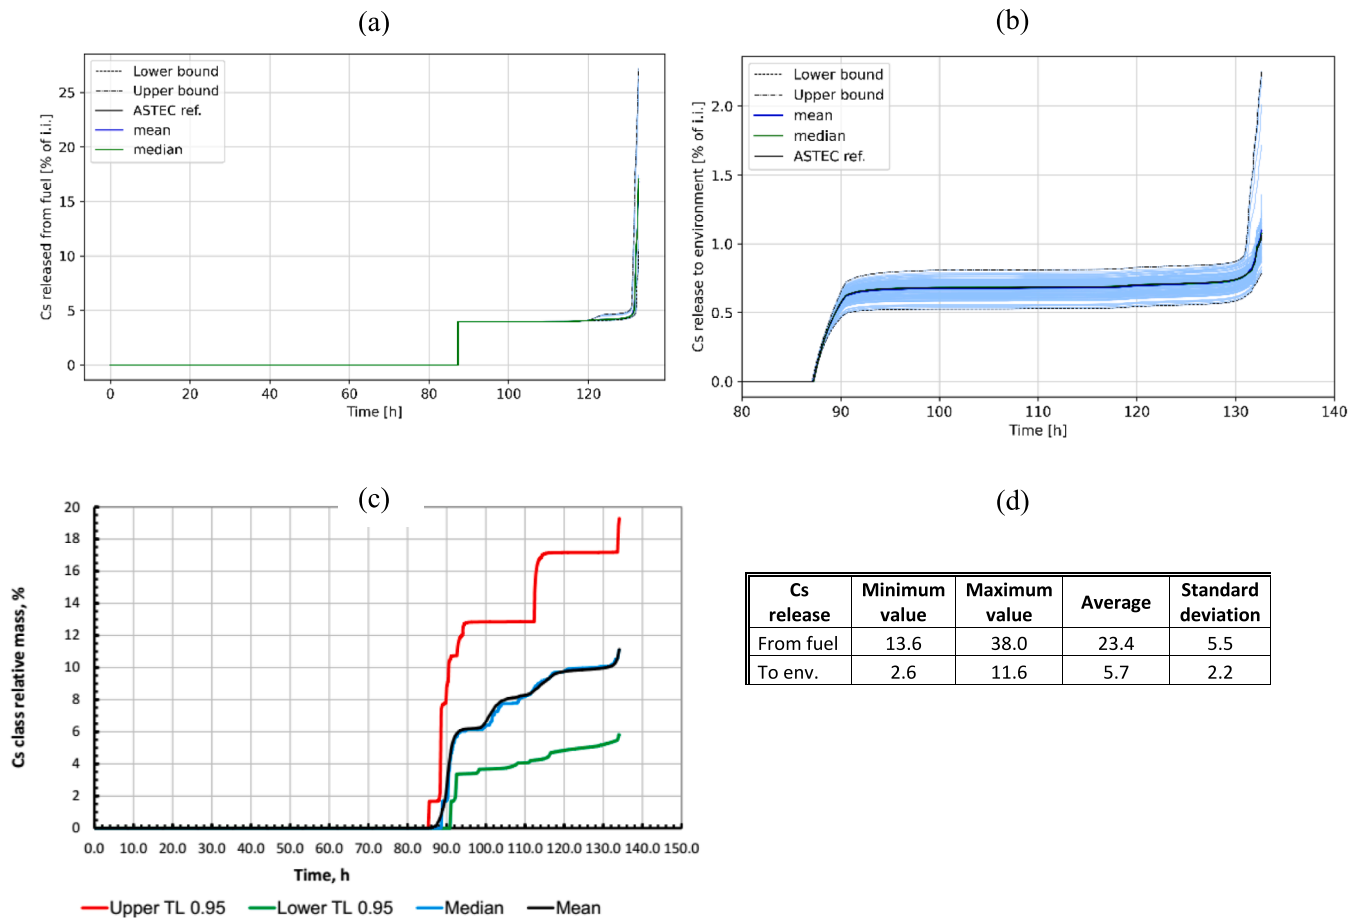 (a)
Lower bound
Upper bound
ASTEC ref.
mean
median
Cs released from fuel [% of i.i.]
25
20
15
10
5
0
0 20 40 60 80 100 120
Time [h]
(b)
Lower bound
Upper bound
mean
median
ASTEC ref.
Cs release to environment [% of i.i.]
2.0
1.5
1.0
0.5
0.0
80 90 100 110 120 130 140
Time [h]
(c)
Cs class relative mass, %
20
18
16
14
12
10
8
6
4
2
0
0.0 10.0 20.0 30.0 40.0 50.0 60.0 70.0 80.0 90.0 100.0 110.0 120.0 130.0 140.0 150.0
Time, h
Upper TL 0.95 Lower TL 0.95 Median Mean
(d)
Cs release Minimum value Maximum value Average Standard deviation
From fuel 13.6 38.0 23.4 5.5
To env. 2.6 11.6 5.7 2.2